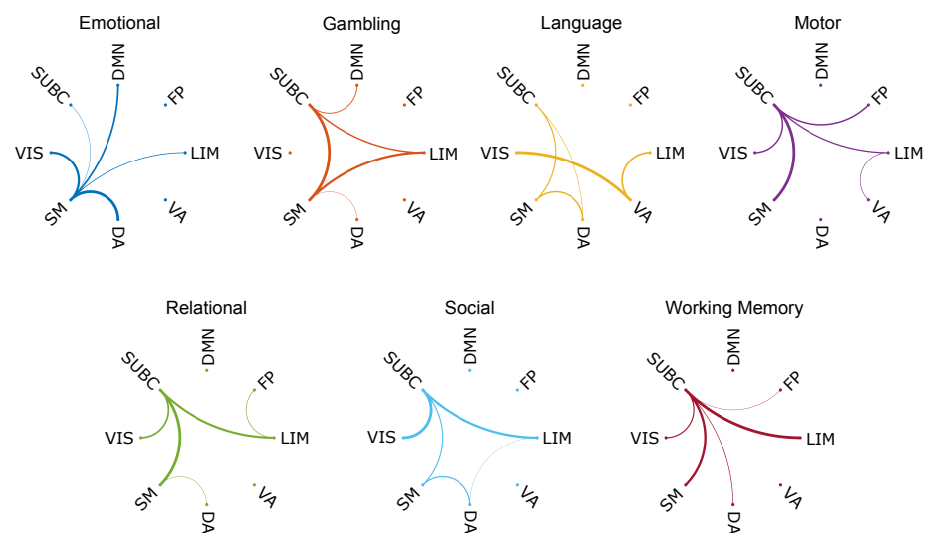 Emotional
DMN
SUBC
FP
VIS
LIM
SM
VA
DA
Gambling
DMN
SUBC
FP
VIS
LIM
SM
VA
DA
Language
DMN
SUBC
FP
VIS
LIM
SM
VA
DA
Motor
DMN
SUBC
FP
VIS
LIM
SM
VA
DA
Relational
DMN
SUBC
FP
VIS
LIM
SM
VA
DA
Social
DMN
SUBC
FP
VIS
LIM
SM
VA
DA
Working Memory
DMN
SUBC
FP
VIS
LIM
SM
VA
DA